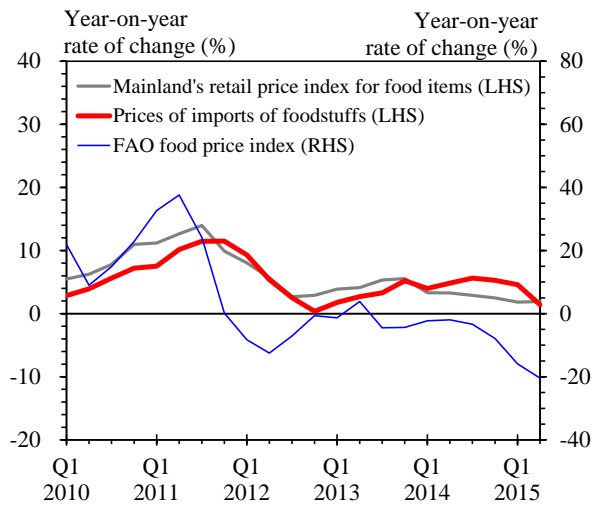 Year-on-year
rate of change (%)
Year-on-year
rate of change (%)
40
30
20
10
0
-10
-20
80
60
40
20
0
-20
-40
Mainland's retail price index for food items (LHS)
Prices of imports of foodstuffs (LHS)
FAO food price index (RHS)
Q1 Q1 Q1 Q1 Q1 Q1
2010 2011 2012 2013 2014 2015